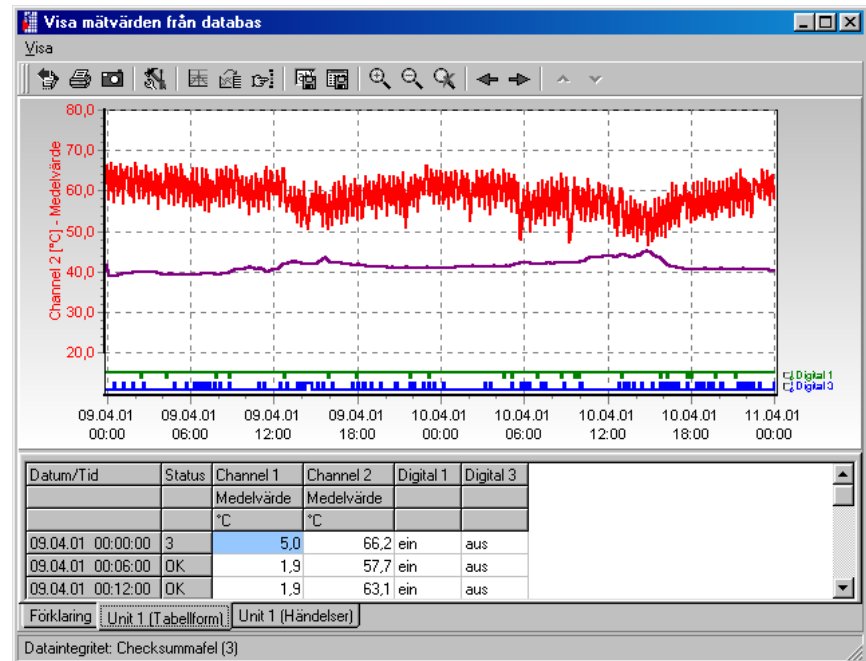 Visa mätvärden från databas
Visa
80,0
70,0
60,0
50,0
40,0
30,0
20,0
Channel 2 [°C] - Medelvärde
Digital 1
Digital 3
09.04.01 09.04.01 09.04.01 09.04.01 10.04.01 10.04.01 10.04.01 10.04.01 11.04.01
00:00 06:00 12:00 18:00 00:00 06:00 12:00 18:00 00:00
Datum/Tid Status Channel 1 Channel 2 Digital 1 Digital 3
Medelvärde Medelvärde
°C °C
09.04.01 00:00:00 3 5,0 66,2 ein aus
09.04.01 00:06:00 OK 1,9 57,7 ein aus
09.04.01 00:12:00 OK 1,9 63,1 ein aus
Förklaring Unit 1 (Tabellform) Unit 1 (Händelser)
Dataintegritet: Checksummafel (3)